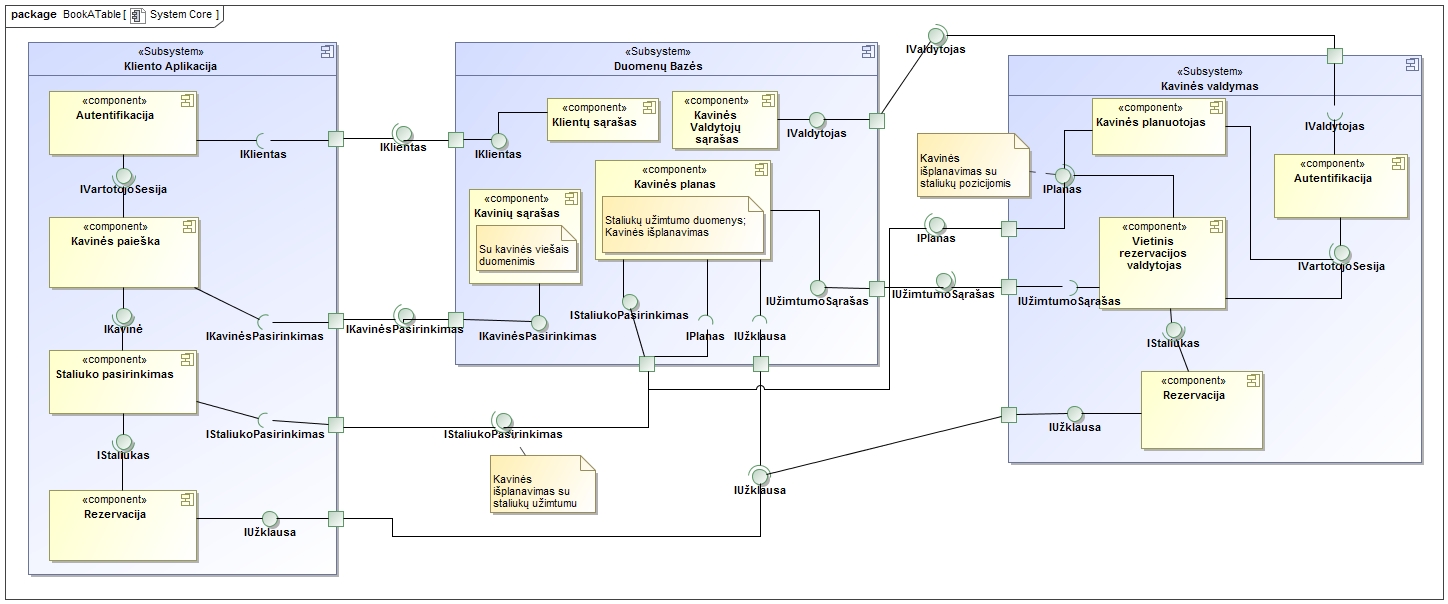 package BookATable [ System Core ]
«Subsystem»
Kliento Aplikacija
«component»
Autentifikacija
IKlientas
IVartotojoSesija
«component»
Kavinės paieška
IKavinė
IKavinėsPasirinkimas
«component»
Staliuko pasirinkimas
IStaliukoPasirinkimas
IStaliukas
«component»
Rezervacija
IUžklausa
IKlientas
IKavinėsPasirinkimas
IStaliukoPasirinkimas
Kavinės
išplanavimas su
staliukų užimtumu
«Subsystem»
Duomenų Bazės
«component»
Klientų sąrašas
IKlientas
«component»
Kavinės
Valdytojų
sąrašas
IValdytojas
«component»
Kavinių sąrašas
Su kavinės viešais
duomenimis
IKavinėsPasirinkimas
«component»
Kavinės planas
Staliukų užimtumo duomenys;
Kavinės išplanavimas
IStaliukoPasirinkimas
IPlanas
IUžklausa
IUžimtumoSąrašas
IUžklausa
IValdytojas
Kavinės
išplanavimas su
staliukų pozicijomis
IPlanas
IUžimtumoSąrašas
«Subsystem»
Kavinės valdymas
«component»
Kavinės planuotojas
IPlanas
IValdytojas
«component»
Autentifikacija
IVartotojoSesija
«component»
Vietinis
rezervacijos
valdytojas
IUžimtumoSąrašas
IStaliukas
«component»
Rezervacija
IUžklausa